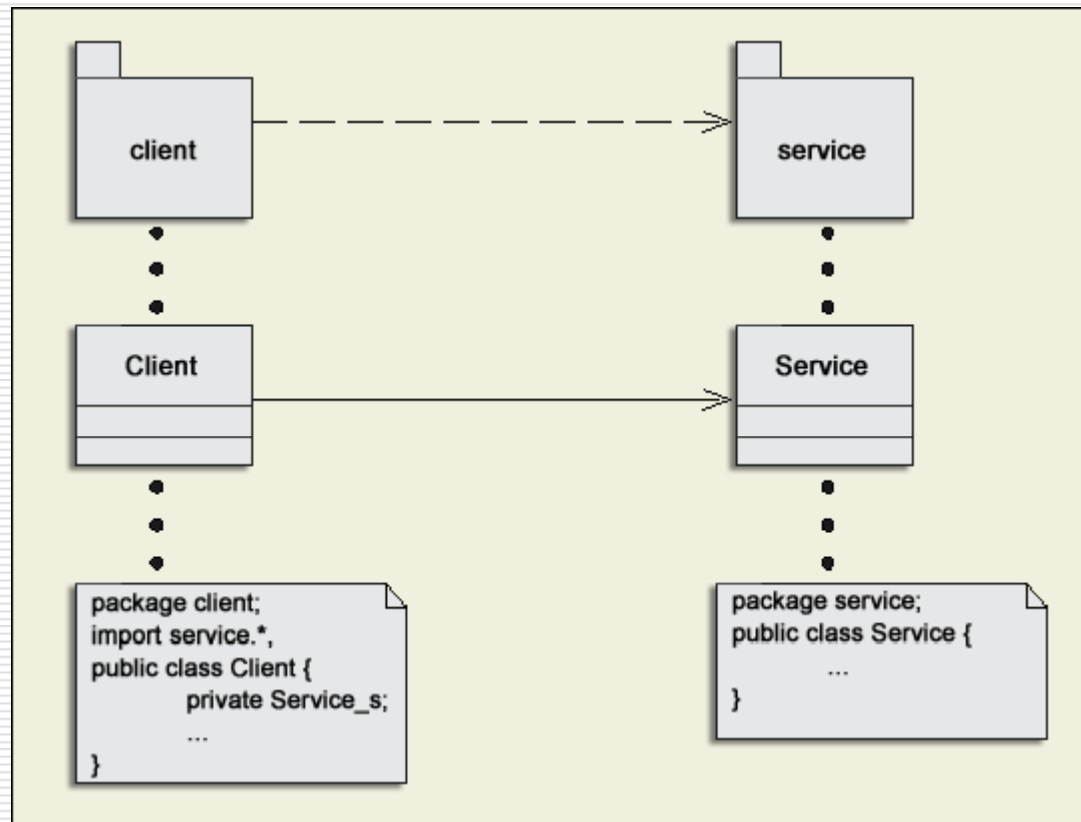 client
service
Client
Service
package client;
import service.*,
public class Client {
private Service_s;
...
}
package service;
public class Service {
...
}